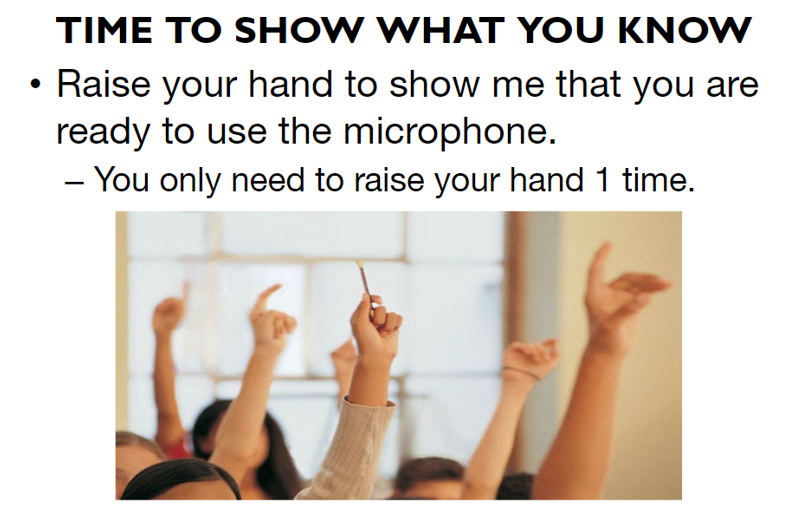 TIME TO SHOW WHAT YOU KNOW
• Raise your hand to show me that you are
ready to use the microphone.
– You only need to raise your hand 1 time.